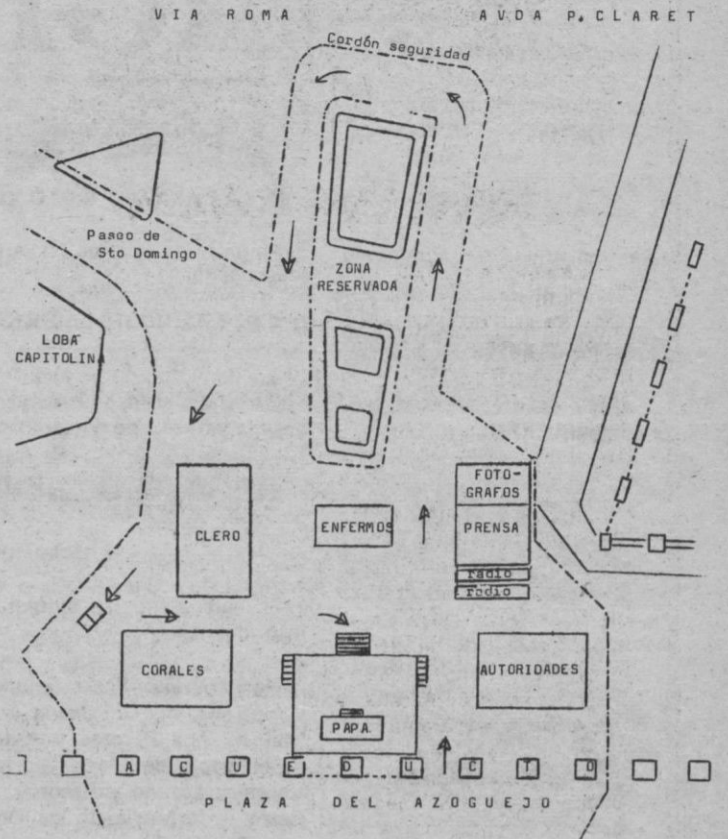 VIA ROMA
AVDA P. CLARET
Cordón seguridad
Paseo de
Sto Domingo
ZONA
RESERVADA
LOBA
CAPITOLINA
FOTO-
GRAFOS
CLERO
ENFERMOS
PRENSA
radio
radio
CORALES
AUTORIDADES
PAPA
ACUEDUCTO
PLAZA DEL AZOGUEJO